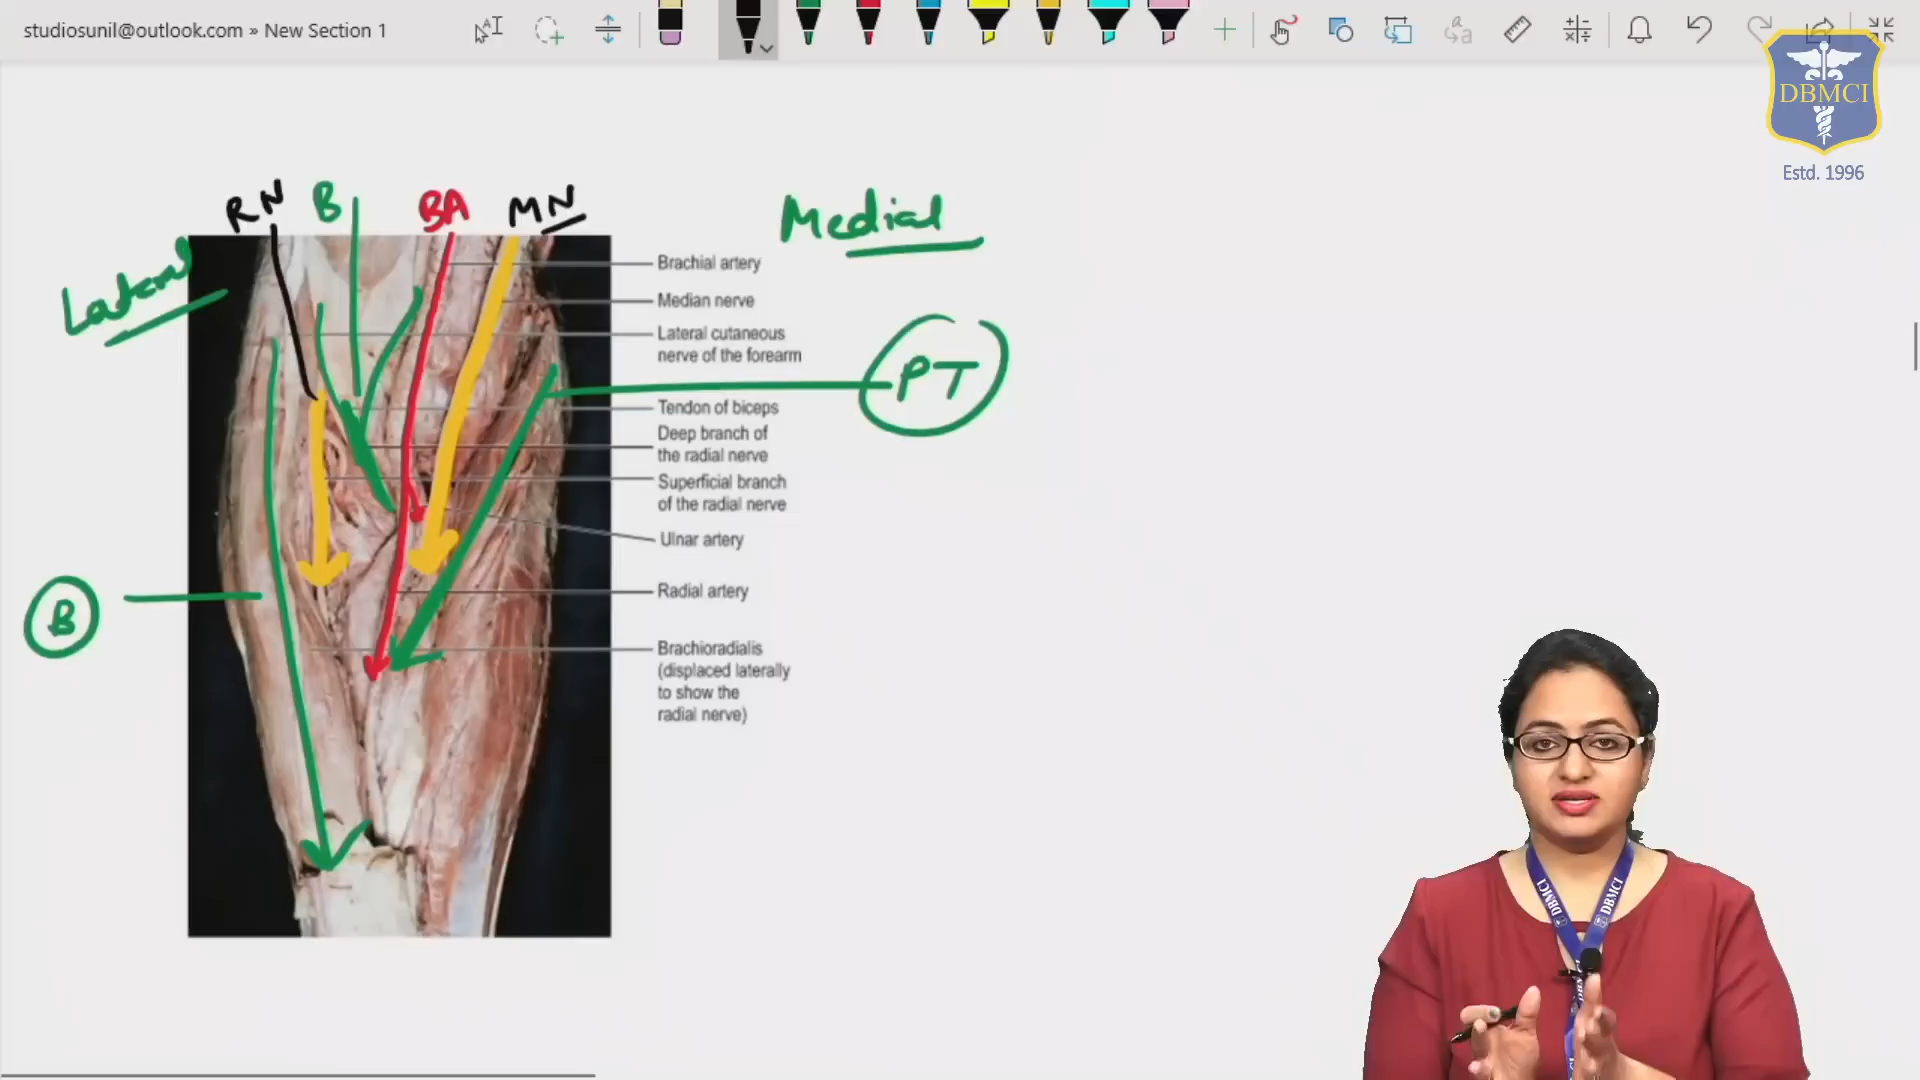 studiosunil@outlook.com » New Section 1
DBMCI
Estd. 1996
RN B BA MN
Medial
Lateral
Brachial artery
Median nerve
Lateral cutaneous
nerve of the forearm
PT
Tendon of biceps
Deep branch of
the radial nerve
Superficial branch
of the radial nerve
Ulnar artery
Radial artery
B
Brachioradialis
(displaced laterally
to show the
radial nerve)
DBMCI
DBMCI